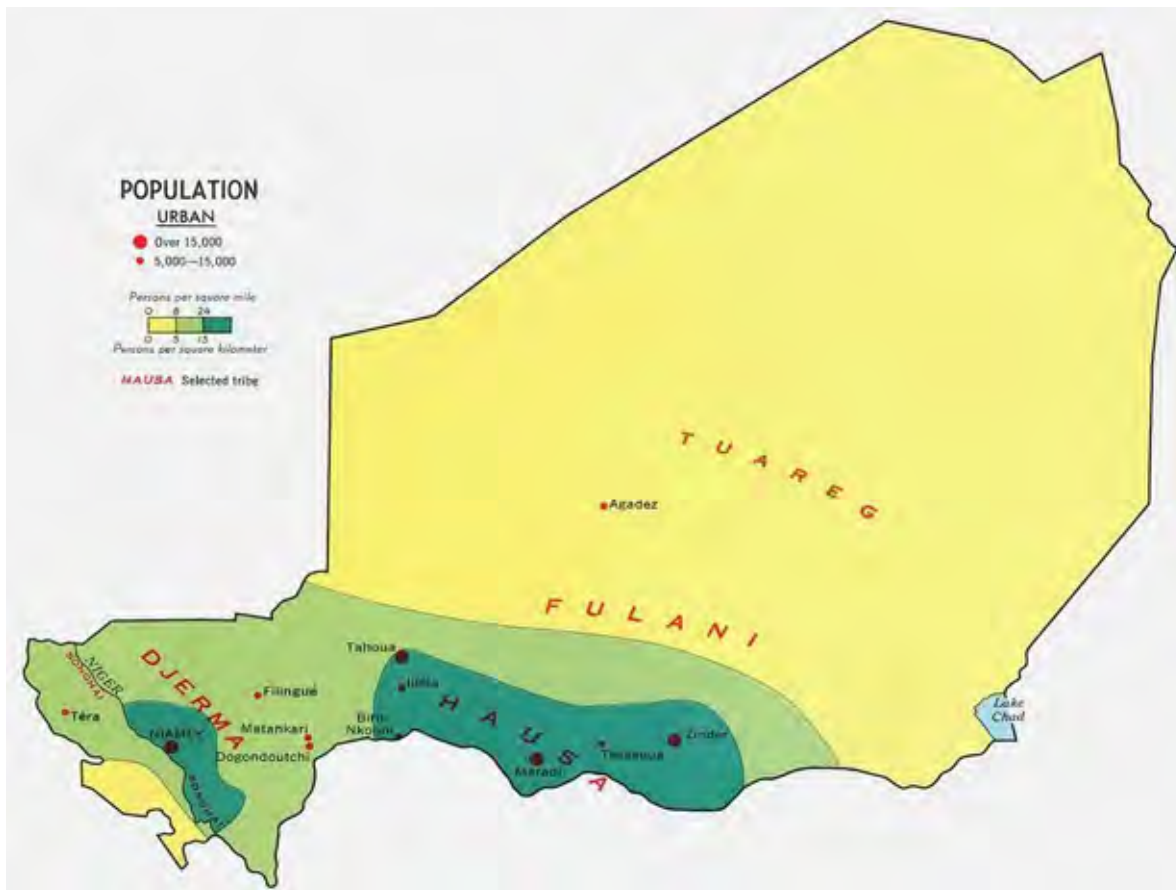 POPULATION
URBAN
Over 15,000
5,000—15,000
Persons per square mile
0 8 24
0 5 15
Persons per square kilometer
HAUSA Selected tribe
TUAREG
Agadez
FULANI
Tahoua
DJERMA
NIGER
SONGHAI
Filingué
Illéla
HAUSA
Lake
Chad
Téra
Birni
Nkonni
Matankari
NIAMEY
Dogondoutchi
Zinder
Tessaoua
Maradi
SONGHAI